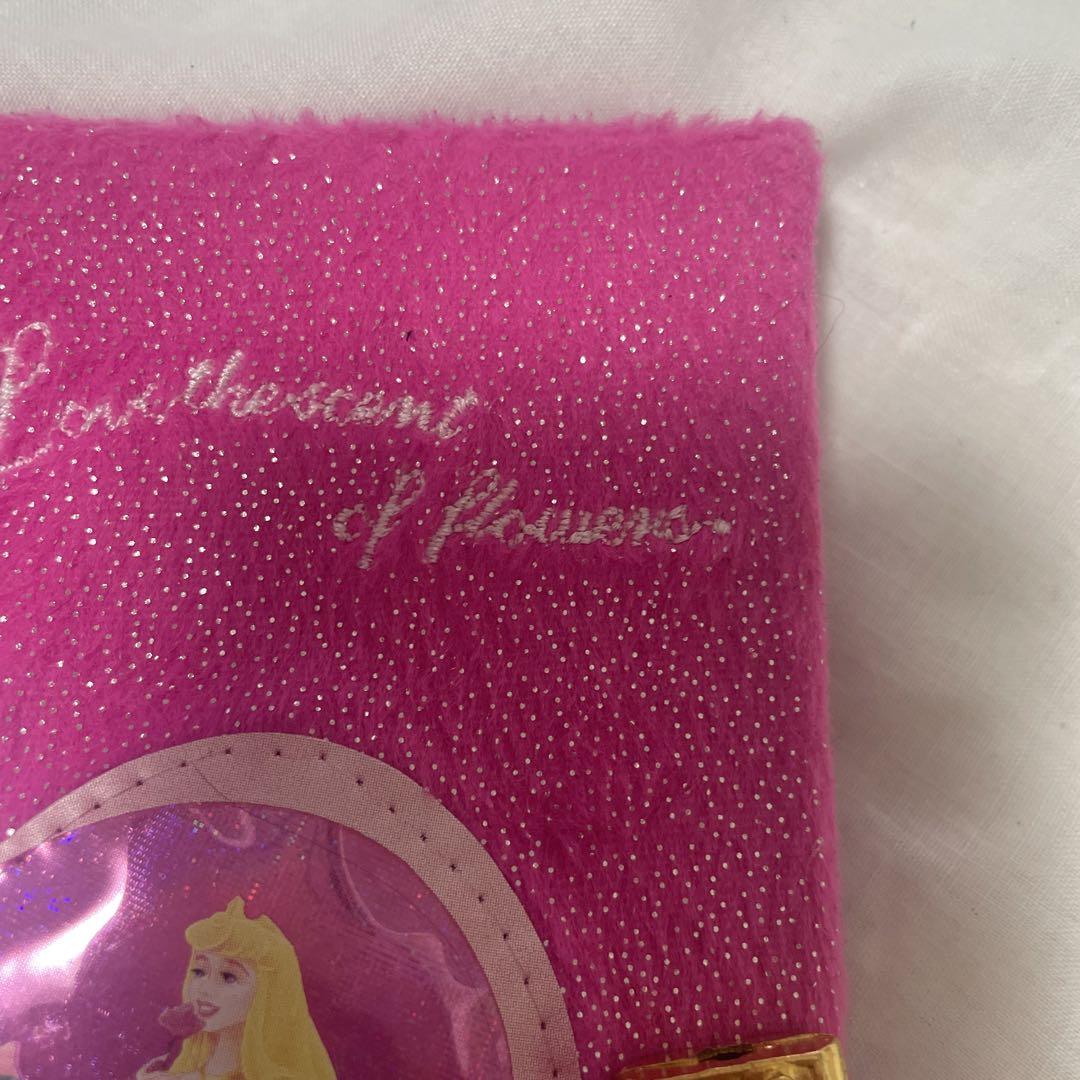 Love the scent
of flowers.